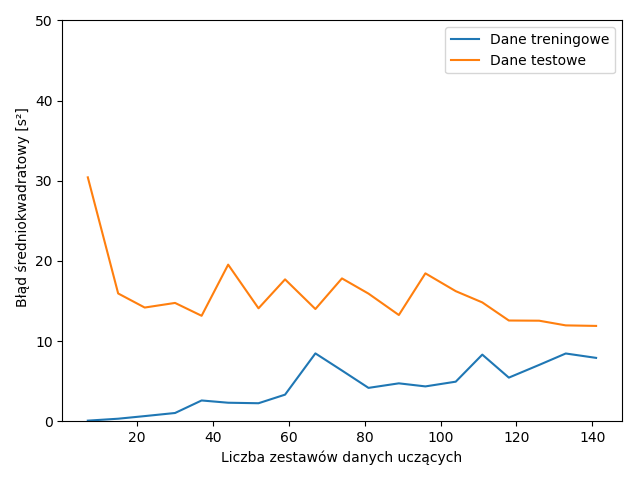 50
40
30
20
10
0
Błąd średniokwadratowy [s²]
Dane treningowe
Dane testowe
20 40 60 80 100 120 140
Liczba zestawów danych uczących